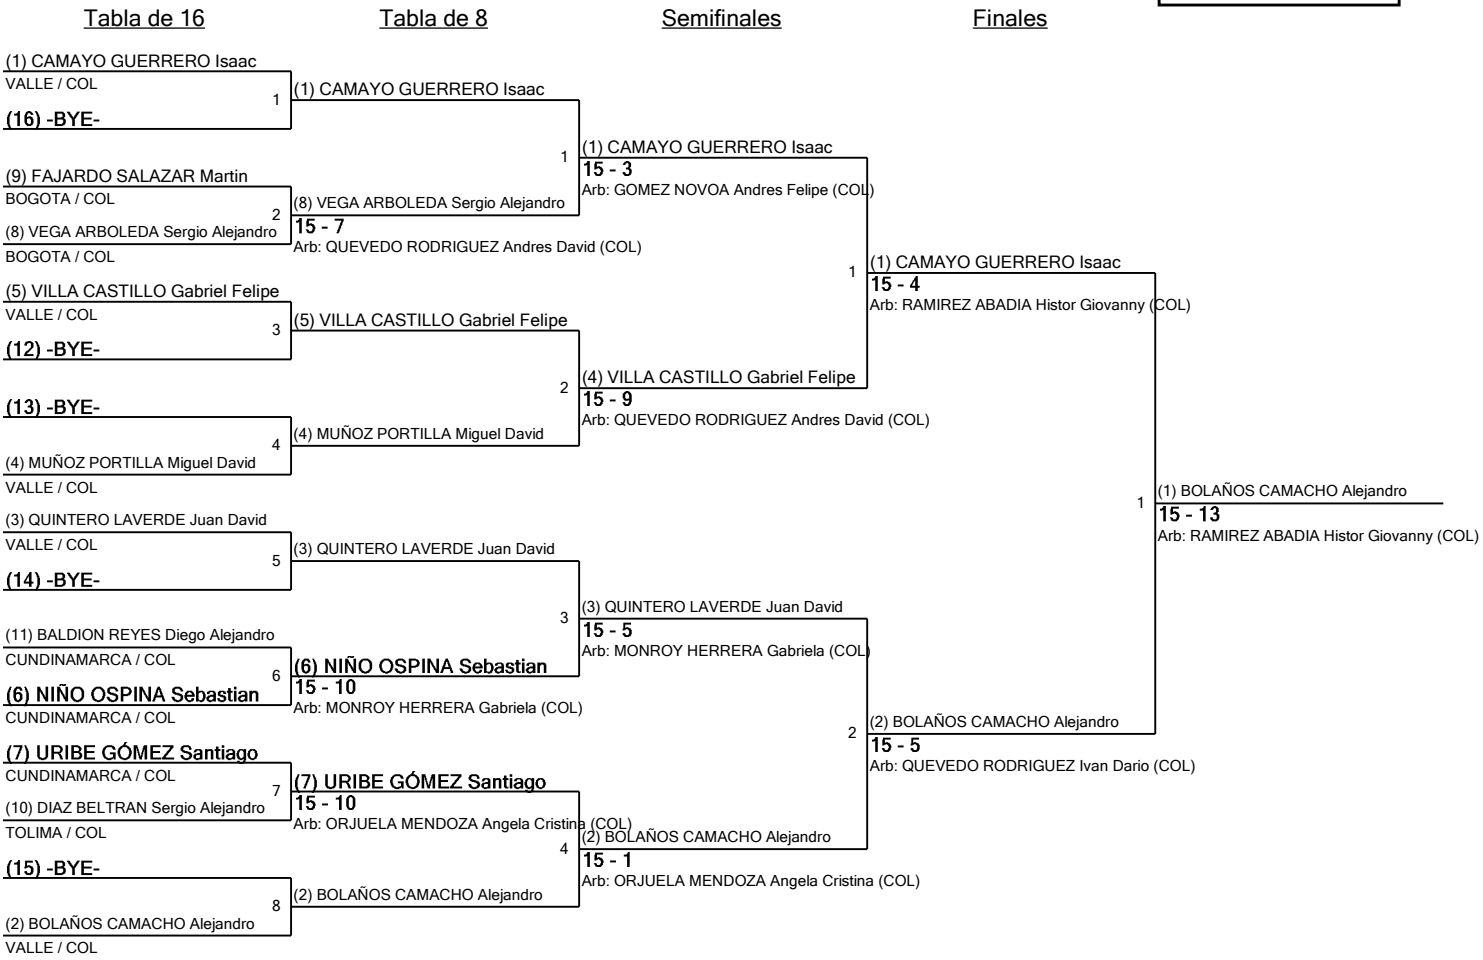 Tabla de 16
Tabla de 8
Semifinales
Finales
(1) CAMAYO GUERRERO Isaac
VALLE / COL
1
(16) -BYE-
(9) FAJARDO SALAZAR Martin
BOGOTA / COL
2
(8) VEGA ARBOLEDA Sergio Alejandro
BOGOTA / COL
(5) VILLA CASTILLO Gabriel Felipe
VALLE / COL
3
(12) -BYE-
(13) -BYE-
4
(4) MUÑOZ PORTILLA Miguel David
VALLE / COL
(3) QUINTERO LAVERDE Juan David
VALLE / COL
5
(14) -BYE-
(11) BALDION REYES Diego Alejandro
CUNDINAMARCA / COL
6
(6) NIÑO OSPINA Sebastian
CUNDINAMARCA / COL
(7) URIBE GÓMEZ Santiago
CUNDINAMARCA / COL
7
(10) DIAZ BELTRAN Sergio Alejandro
TOLIMA / COL
(15) -BYE-
8
(2) BOLAÑOS CAMACHO Alejandro
VALLE / COL
(1) CAMAYO GUERRERO Isaac
1
(8) VEGA ARBOLEDA Sergio Alejandro
15 - 7
Arb: QUEVEDO RODRIGUEZ Andres David (COL)
(5) VILLA CASTILLO Gabriel Felipe
2
(4) MUÑOZ PORTILLA Miguel David
(3) QUINTERO LAVERDE Juan David
3
(6) NIÑO OSPINA Sebastian
15 - 10
Arb: MONROY HERRERA Gabriela (COL)
(7) URIBE GÓMEZ Santiago
15 - 10
Arb: ORJUELA MENDOZA Angela Cristina (COL)
4
(2) BOLAÑOS CAMACHO Alejandro
(1) CAMAYO GUERRERO Isaac
15 - 3
Arb: GOMEZ NOVOA Andres Felipe (COL)
1
(4) VILLA CASTILLO Gabriel Felipe
15 - 9
Arb: QUEVEDO RODRIGUEZ Andres David (COL)
(3) QUINTERO LAVERDE Juan David
15 - 5
Arb: MONROY HERRERA Gabriela (COL)
2
(2) BOLAÑOS CAMACHO Alejandro
15 - 1
Arb: ORJUELA MENDOZA Angela Cristina (COL)
(1) CAMAYO GUERRERO Isaac
15 - 4
Arb: RAMIREZ ABADIA Histor Giovanny (COL)
1
(2) BOLAÑOS CAMACHO Alejandro
15 - 5
Arb: QUEVEDO RODRIGUEZ Ivan Dario (COL)
(1) BOLAÑOS CAMACHO Alejandro
15 - 13
Arb: RAMIREZ ABADIA Histor Giovanny (COL)